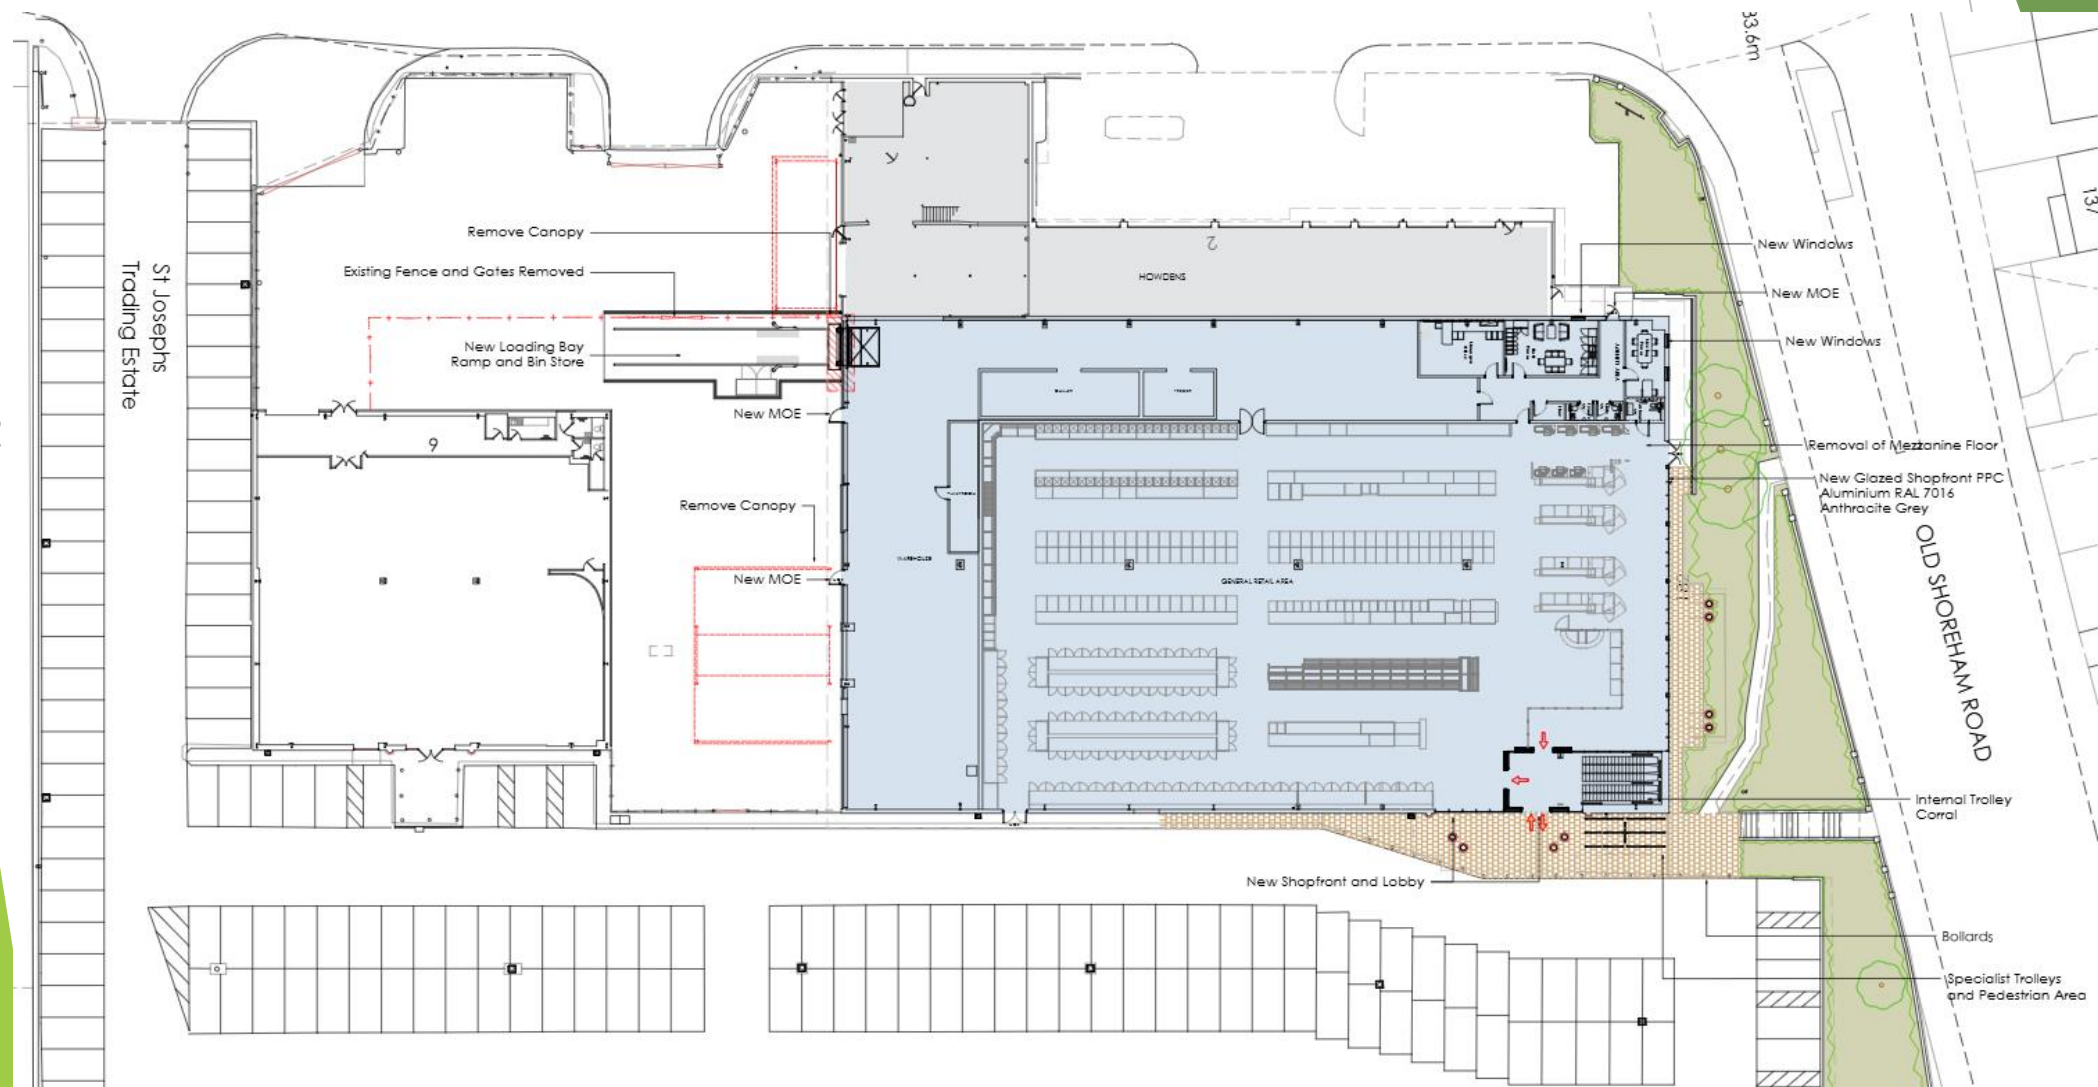 33.6m
137
Remove Canopy
Existing Fence and Gates Removed
New Loading Bay
Ramp and Bin Store
New MOE
Remove Canopy
New MOE
St Josephs
Trading Estate
9
2
HOWDENS
WAREHOUSE
GENERAL RETAIL AREA
New Windows
New MOE
New Windows
Removal of Mezzanine Floor
New Glazed Shopfront PPC
Aluminium RAL 7016
Anthracite Grey
OLD SHOREHAM ROAD
Internal Trolley
Corral
New Shopfront and Lobby
Bollards
Specialist Trolleys
and Pedestrian Area